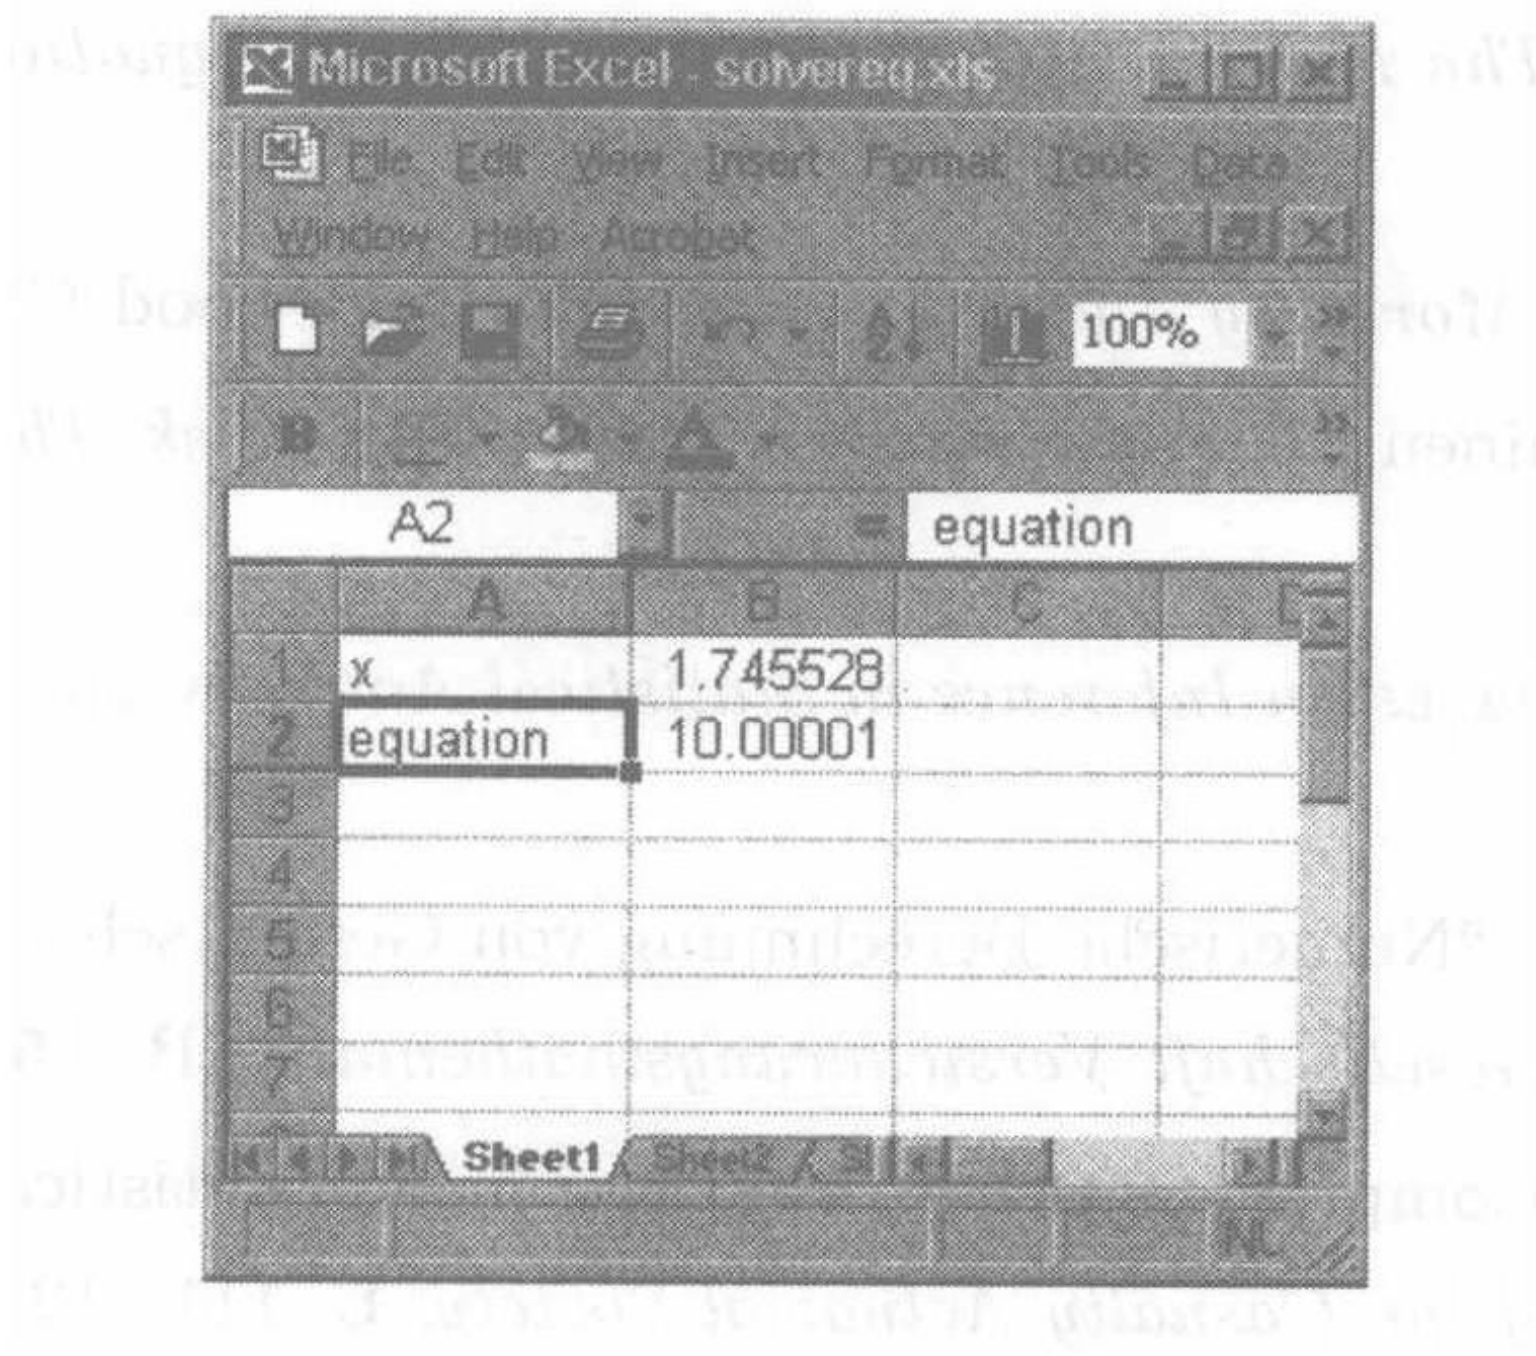 Microsoft Excel - solvereq.xls
File Edit View Insert Format Tools Data
Window Help Acrobat
100%
B A
A2 = equation
A B C D
1 x 1.745528
2 equation 10.00001
3
4
5
6
7
Sheet1 Sheet2